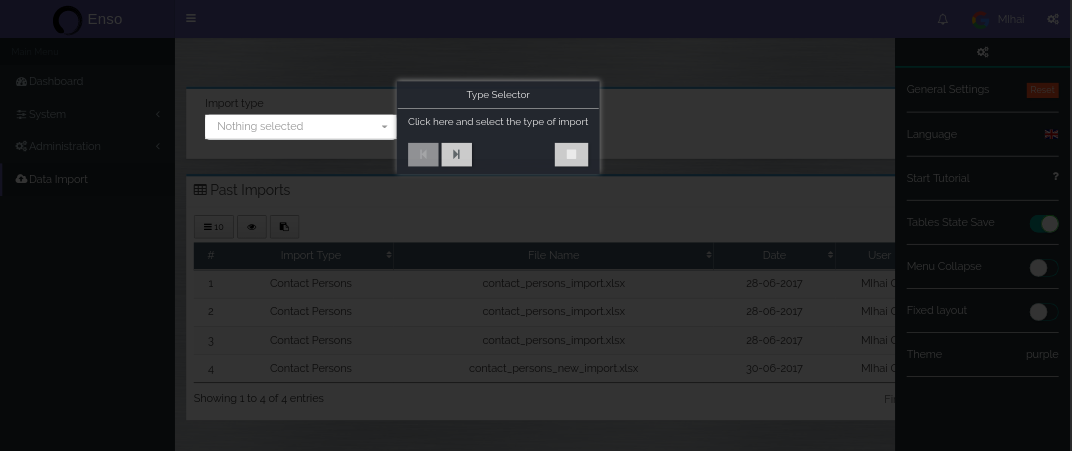 Enso
MIhai
Main Menu
Dashboard
System
Administration
Data Import
Import type
Nothing selected
Type Selector
Click here and select the type of import
Past Imports
10
# Import Type File Name Date User
1 Contact Persons contact_persons_import.xlsx 28-06-2017 MIhai
2 Contact Persons contact_persons_import.xlsx 28-06-2017 MIhai
3 Contact Persons contact_persons_import.xlsx 28-06-2017 MIhai
4 Contact Persons contact_persons_new_import.xlsx 30-06-2017 MIhai
Showing 1 to 4 of 4 entries
General Settings Reset
Language
Start Tutorial ?
Tables State Save
Menu Collapse
Fixed layout
Theme purple